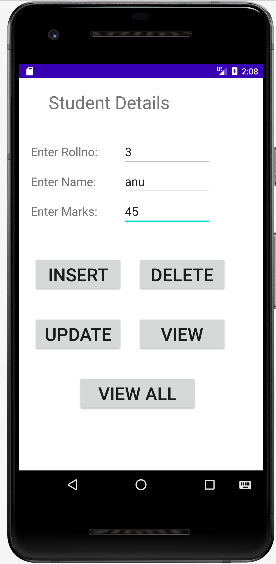 2:08
Student Details
Enter Rollno: 3
Enter Name: anu
Enter Marks: 45
INSERT DELETE
UPDATE VIEW
VIEW ALL